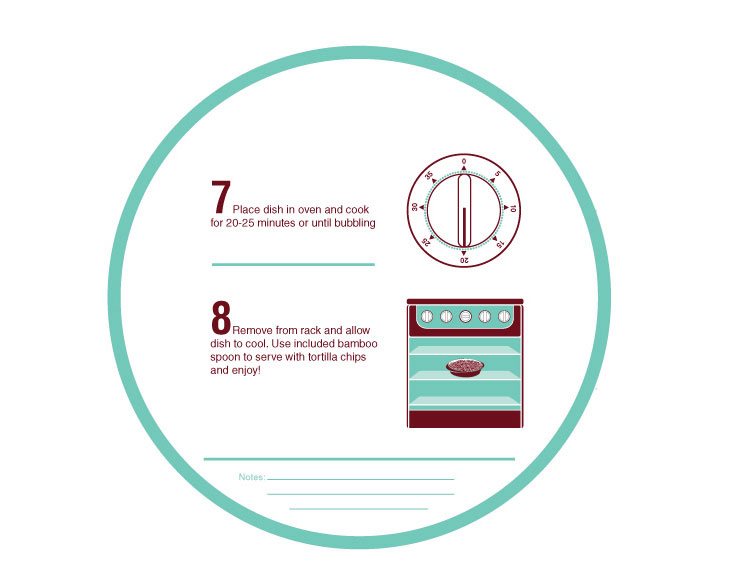 7 Place dish in oven and cook
for 20-25 minutes or until bubbling
0
5
10
15
20
25
30
35
8 Remove from rack and allow
dish to cool. Use included bamboo
spoon to serve with tortilla chips
and enjoy!
Notes: